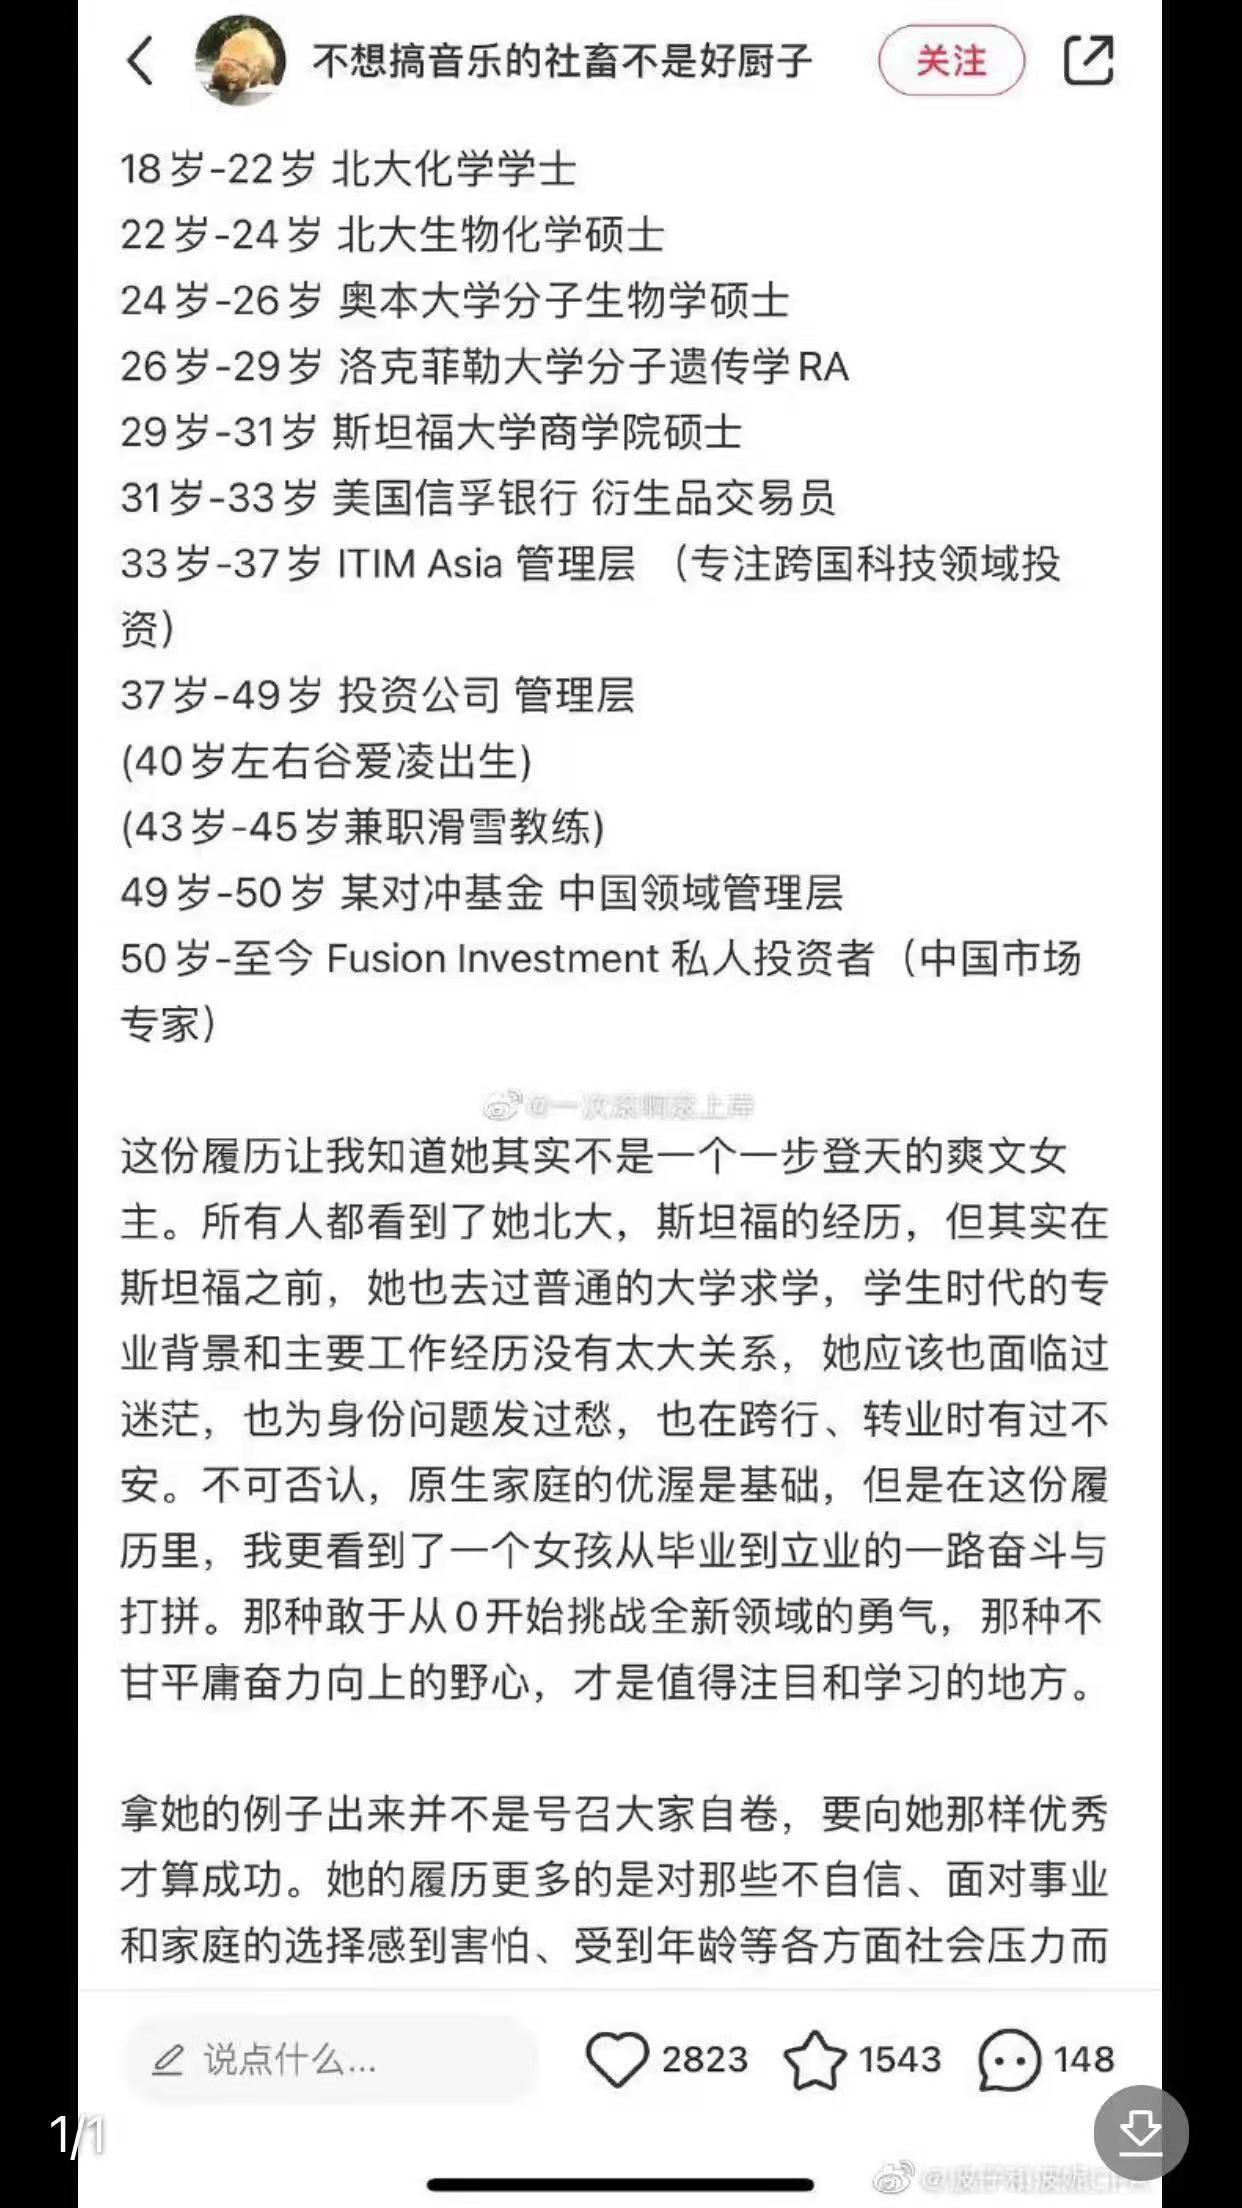 不想搞音乐的社畜不是好厨子
关注
18岁-22岁 北大化学学士
22岁-24岁 北大生物化学硕士
24岁-26岁 奥本大学分子生物学硕士
26岁-29岁 洛克菲勒大学分子遗传学RA
29岁-31岁 斯坦福大学商学院硕士
31岁-33岁 美国信孚银行 衍生品交易员
33岁-37岁 ITIM Asia 管理层 （专注跨国科技领域投
资）
37岁-49岁 投资公司 管理层
(40岁左右谷爱凌出生)
(43岁-45岁兼职滑雪教练)
49岁-50岁 某对冲基金 中国领域管理层
50岁-至今 Fusion Investment 私人投资者（中国市场
专家）
@一次滚啊滚上岸
这份履历让我知道她其实不是一个一步登天的爽文女
主。所有人都看到了她北大，斯坦福的经历，但其实在
斯坦福之前，她也去过普通的大学求学，学生时代的专
业背景和主要工作经历没有太大关系，她应该也面临过
迷茫，也为身份问题发过愁，也在跨行、转业时有过不
安。不可否认，原生家庭的优渥是基础，但是在这份履
历里，我更看到了一个女孩从毕业到立业的一路奋斗与
打拼。那种敢于从0开始挑战全新领域的勇气，那种不
甘平庸奋力向上的野心，才是值得注目和学习的地方。
拿她的例子出来并不是号召大家自卷，要向她那样优秀
才算成功。她的履历更多的是对那些不自信、面对事业
和家庭的选择感到害怕、受到年龄等各方面社会压力而
说点什么...
2823
1543
148
1/1